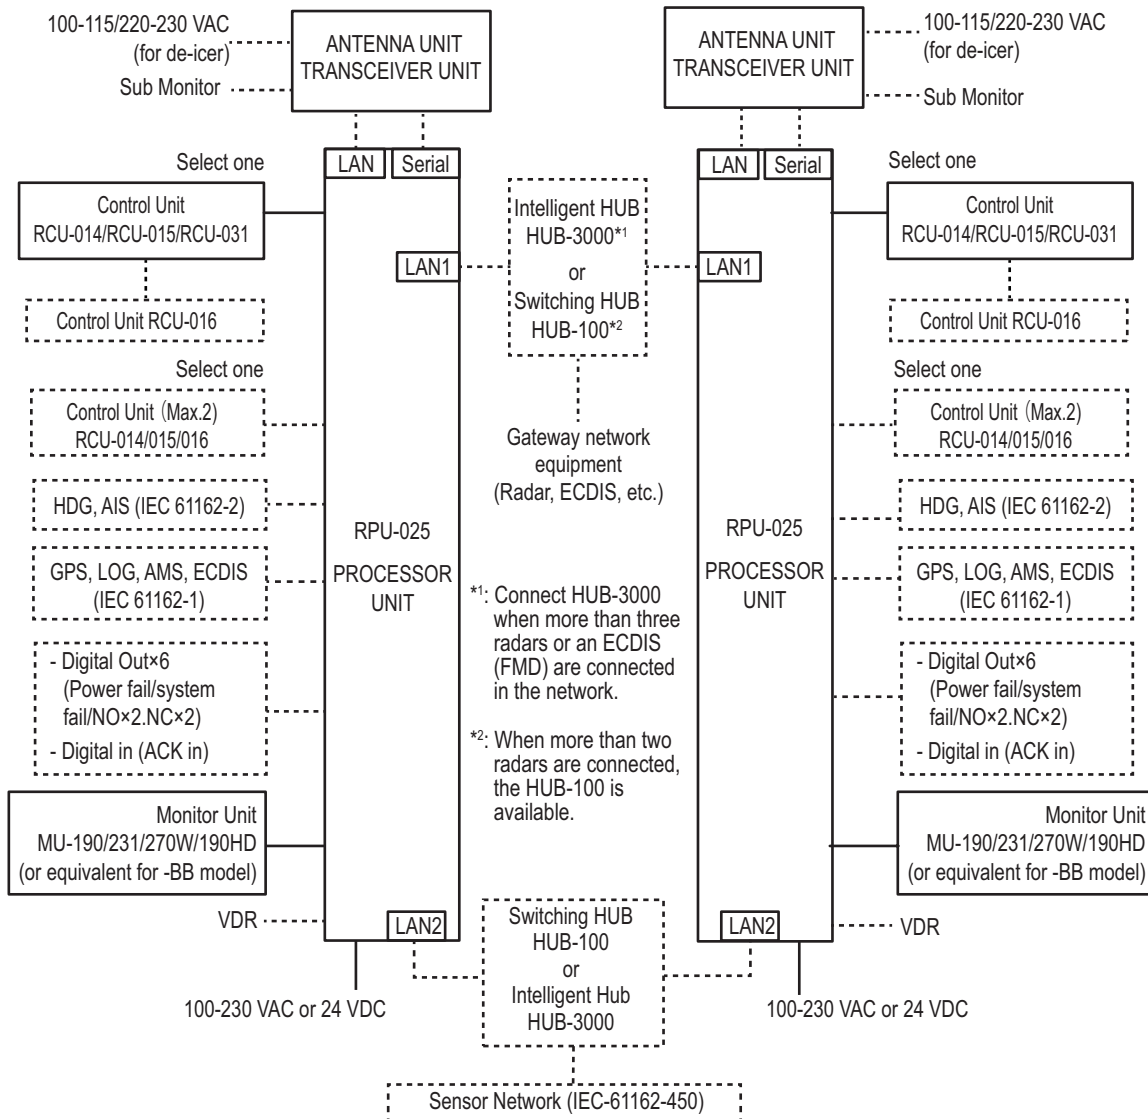 100-115/220-230 VAC
(for de-icer)
Sub Monitor
ANTENNA UNIT
TRANSCEIVER UNIT
LAN
Serial
Select one
Control Unit
RCU-014/RCU-015/RCU-031
LAN1
Control Unit RCU-016
Select one
Control Unit (Max.2)
RCU-014/015/016
HDG, AIS (IEC 61162-2)
GPS, LOG, AMS, ECDIS
(IEC 61162-1)
- Digital Out×6
(Power fail/system
fail/NO×2.NC×2)
- Digital in (ACK in)
Monitor Unit
MU-190/231/270W/190HD
(or equivalent for -BB model)
VDR
RPU-025
PROCESSOR
UNIT
LAN2
100-230 VAC or 24 VDC
Intelligent HUB
HUB-3000*1
or
Switching HUB
HUB-100*2
Gateway network
equipment
(Radar, ECDIS, etc.)
*1: Connect HUB-3000
when more than three
radars or an ECDIS
(FMD) are connected
in the network.
*2: When more than two
radars are connected,
the HUB-100 is
available.
Switching HUB
HUB-100
or
Intelligent Hub
HUB-3000
Sensor Network (IEC-61162-450)
ANTENNA UNIT
TRANSCEIVER UNIT
100-115/220-230 VAC
(for de-icer)
Sub Monitor
LAN
Serial
Select one
Control Unit
RCU-014/RCU-015/RCU-031
LAN1
Control Unit RCU-016
Select one
Control Unit (Max.2)
RCU-014/015/016
HDG, AIS (IEC 61162-2)
RPU-025
PROCESSOR
UNIT
GPS, LOG, AMS, ECDIS
(IEC 61162-1)
- Digital Out×6
(Power fail/system
fail/NO×2.NC×2)
- Digital in (ACK in)
Monitor Unit
MU-190/231/270W/190HD
(or equivalent for -BB model)
LAN2
VDR
100-230 VAC or 24 VDC